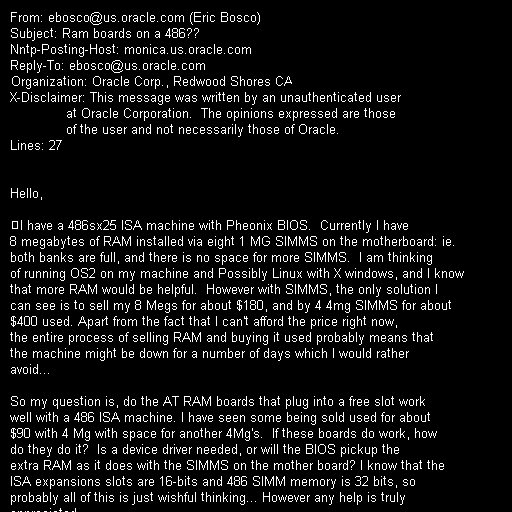 From: ebosco@us.oracle.com (Eric Bosco)
Subject: Ram boards on a 486??
Nntp-Posting-Host: monica.us.oracle.com
Reply-To: ebosco@us.oracle.com
Organization: Oracle Corp., Redwood Shores CA
X-Disclaimer: This message was written by an unauthenticated user
at Oracle Corporation.  The opinions expressed are those
of the user and not necessarily those of Oracle.
Lines: 27
Hello,
I have a 486sx25 ISA machine with Pheonix BIOS.  Currently I have
8 megabytes of RAM installed via eight 1 MG SIMMS on the motherboard: ie.
both banks are full, and there is no space for more SIMMS.  I am thinking
of running OS2 on my machine and Possibly Linux with X windows, and I know
that more RAM would be helpful.  However with SIMMS, the only solution I
can see is to sell my 8 Megs for about $180, and by 4 4mg SIMMS for about
$400 used. Apart from the fact that I can't afford the price right now,
the entire process of selling RAM and buying it used probably means that
the machine might be down for a number of days which I would rather
avoid...
So my question is, do the AT RAM boards that plug into a free slot work
well with a 486 ISA machine. I have seen some being sold used for about
$90 with 4 Mg with space for another 4Mg's.  If these boards do work, how
do they do it?  Is a device driver needed, or will the BIOS pickup the
extra RAM as it does with the SIMMS on the mother board? I know that the
ISA expansions slots are 16-bits and 486 SIMM memory is 32 bits, so
probably all of this is just wishful thinking... However any help is truly